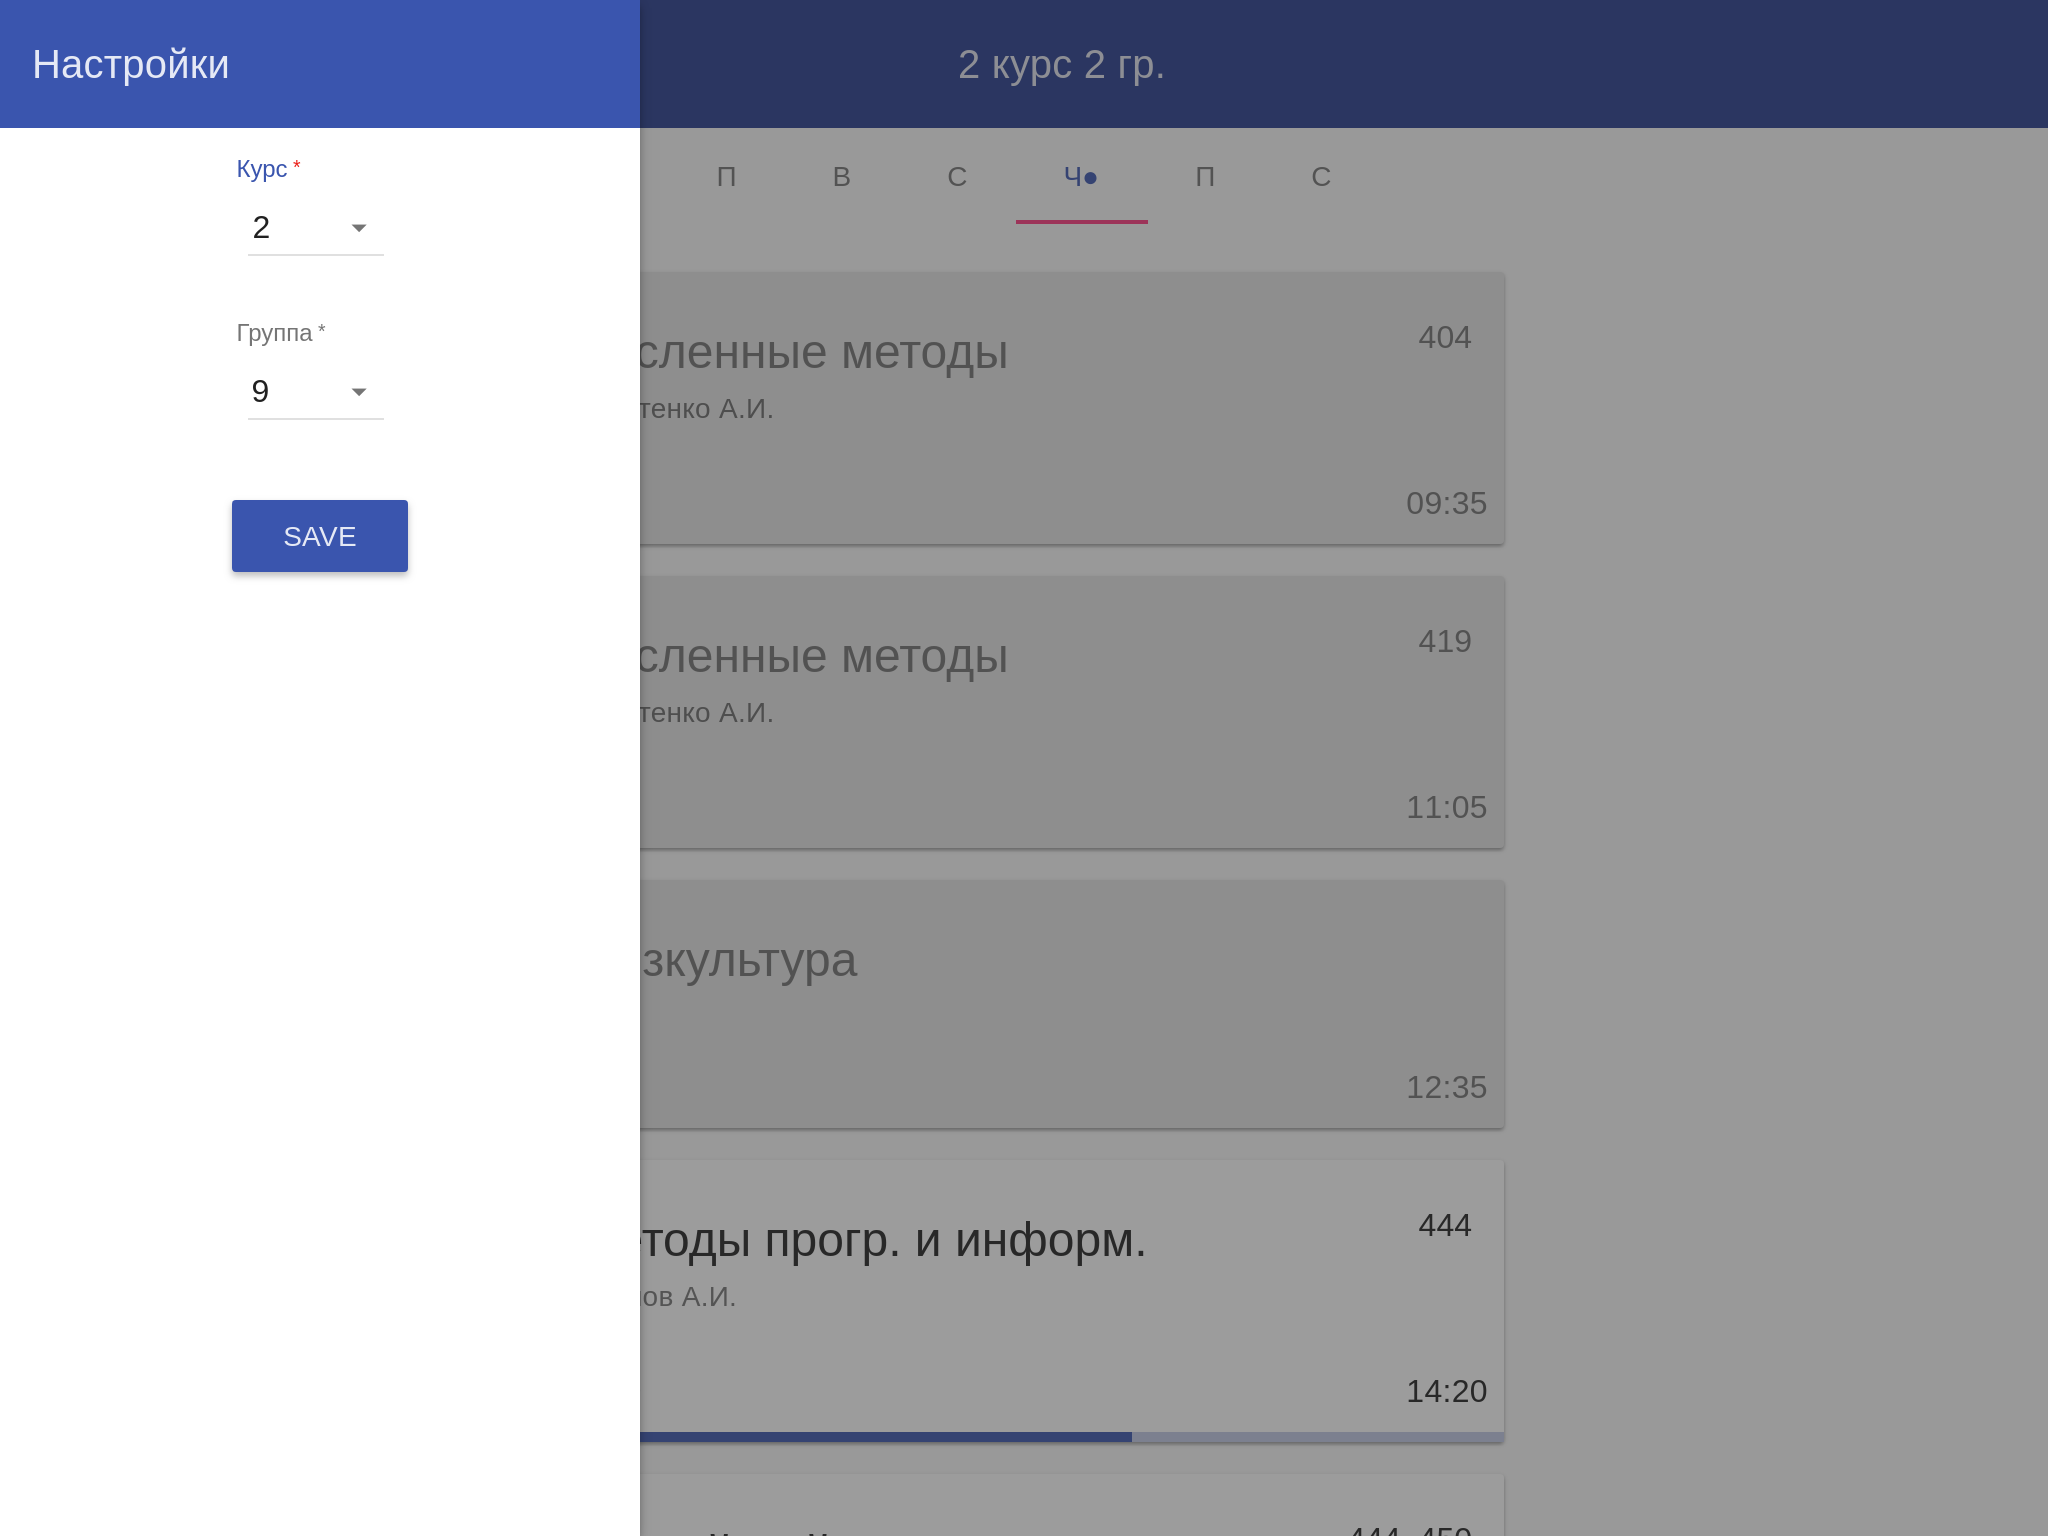 Настройки
Курс *
2
Группа *
9
SAVE
2 курс 2 гр.
П В С Ч● П С
сленные методы
404
тенко А.И.
09:35
сленные методы
419
тенко А.И.
11:05
зкультура
12:35
тоды прогр. и информ.
444
ов А.И.
14:20